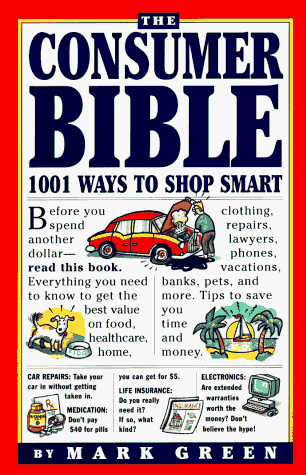 THE
CONSUMER
BIBLE
1001 WAYS TO SHOP SMART
Before you
spend
another
dollar—
read this book.
Everything you need
to know to get the
best value
on food,
healthcare,
home,
clothing,
repairs,
lawyers,
phones,
vacations,
banks, pets, and
more. Tips to save
you
time
and
money.
CAR REPAIRS: Take your
car in without getting
taken in.
MEDICATION:
Don't pay
$40 for pills
you can get for $5.
LIFE INSURANCE:
Do you really
need it?
If so, what
kind?
INSURANCE
ELECTRONICS:
Are extended
warranties
worth the
money? Don't
believe the hype!
BY MARK GREEN